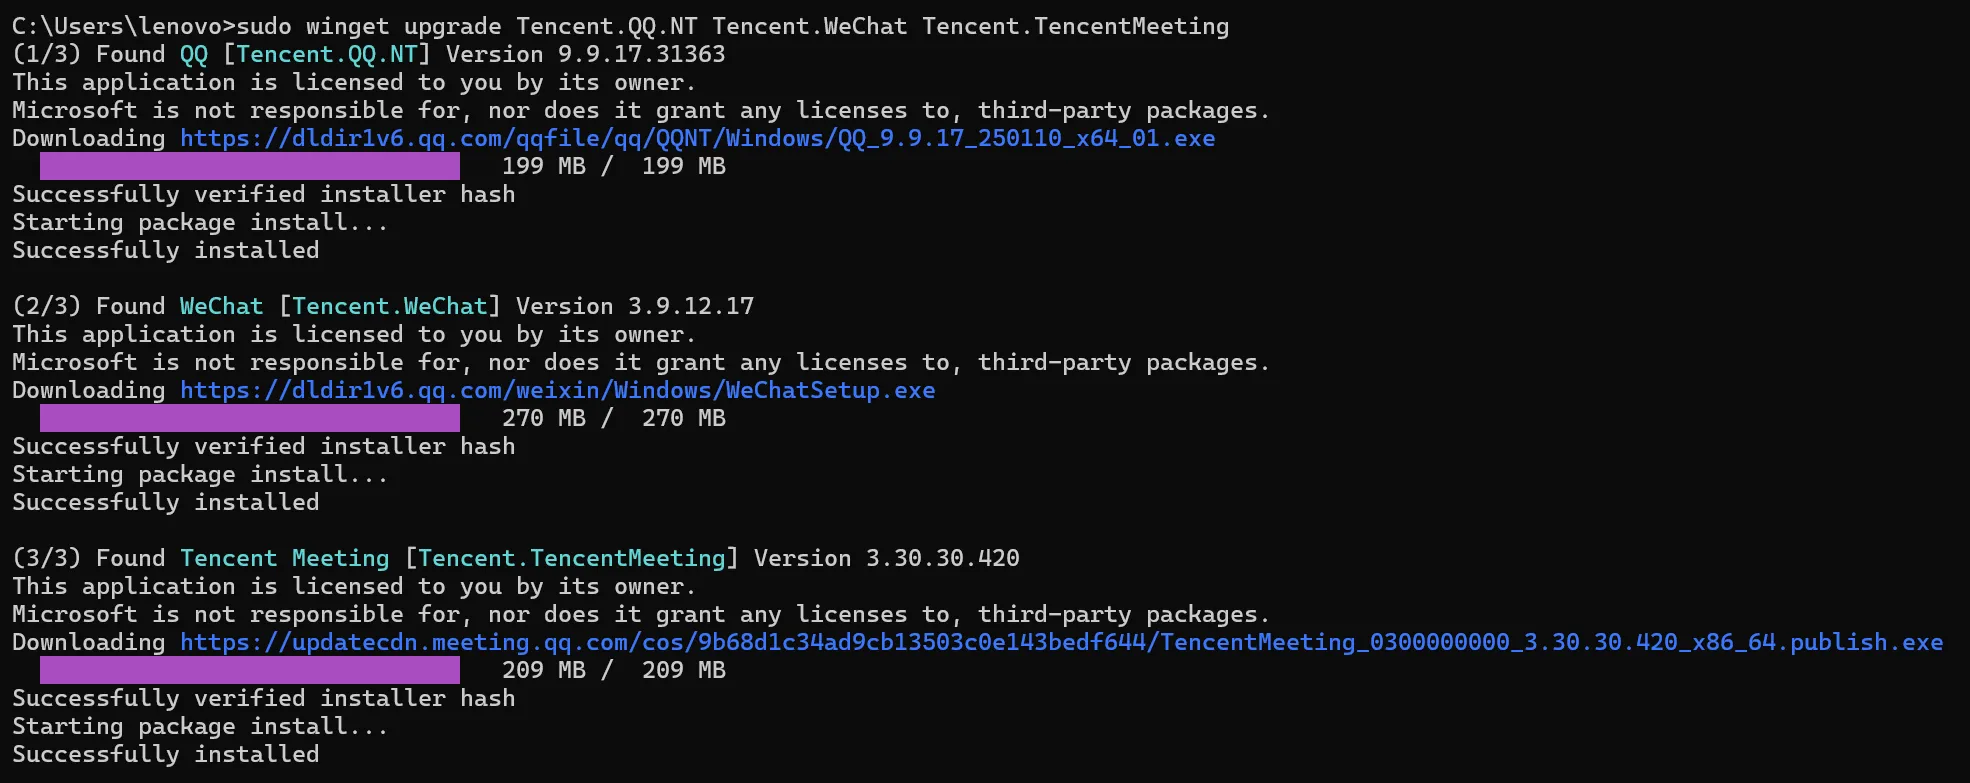 C:\Users\lenovo>sudo winget upgrade Tencent.QQ.NT Tencent.WeChat Tencent.TencentMeeting
(1/3) Found QQ [Tencent.QQ.NT] Version 9.9.17.31363
This application is licensed to you by its owner.
Microsoft is not responsible for, nor does it grant any licenses to, third-party packages.
Downloading https://dldir1v6.qq.com/qqfile/qq/QQNT/Windows/QQ_9.9.17_250110_x64_01.exe
199 MB / 199 MB
Successfully verified installer hash
Starting package install...
Successfully installed
(2/3) Found WeChat [Tencent.WeChat] Version 3.9.12.17
This application is licensed to you by its owner.
Microsoft is not responsible for, nor does it grant any licenses to, third-party packages.
Downloading https://dldir1v6.qq.com/weixin/Windows/WeChatSetup.exe
270 MB / 270 MB
Successfully verified installer hash
Starting package install...
Successfully installed
(3/3) Found Tencent Meeting [Tencent.TencentMeeting] Version 3.30.30.420
This application is licensed to you by its owner.
Microsoft is not responsible for, nor does it grant any licenses to, third-party packages.
Downloading https://updatecdn.meeting.qq.com/cos/9b68d1c34ad9cb13503c0e143bedf644/TencentMeeting_0300000000_3.30.30.420_x86_64.publish.exe
209 MB / 209 MB
Successfully verified installer hash
Starting package install...
Successfully installed